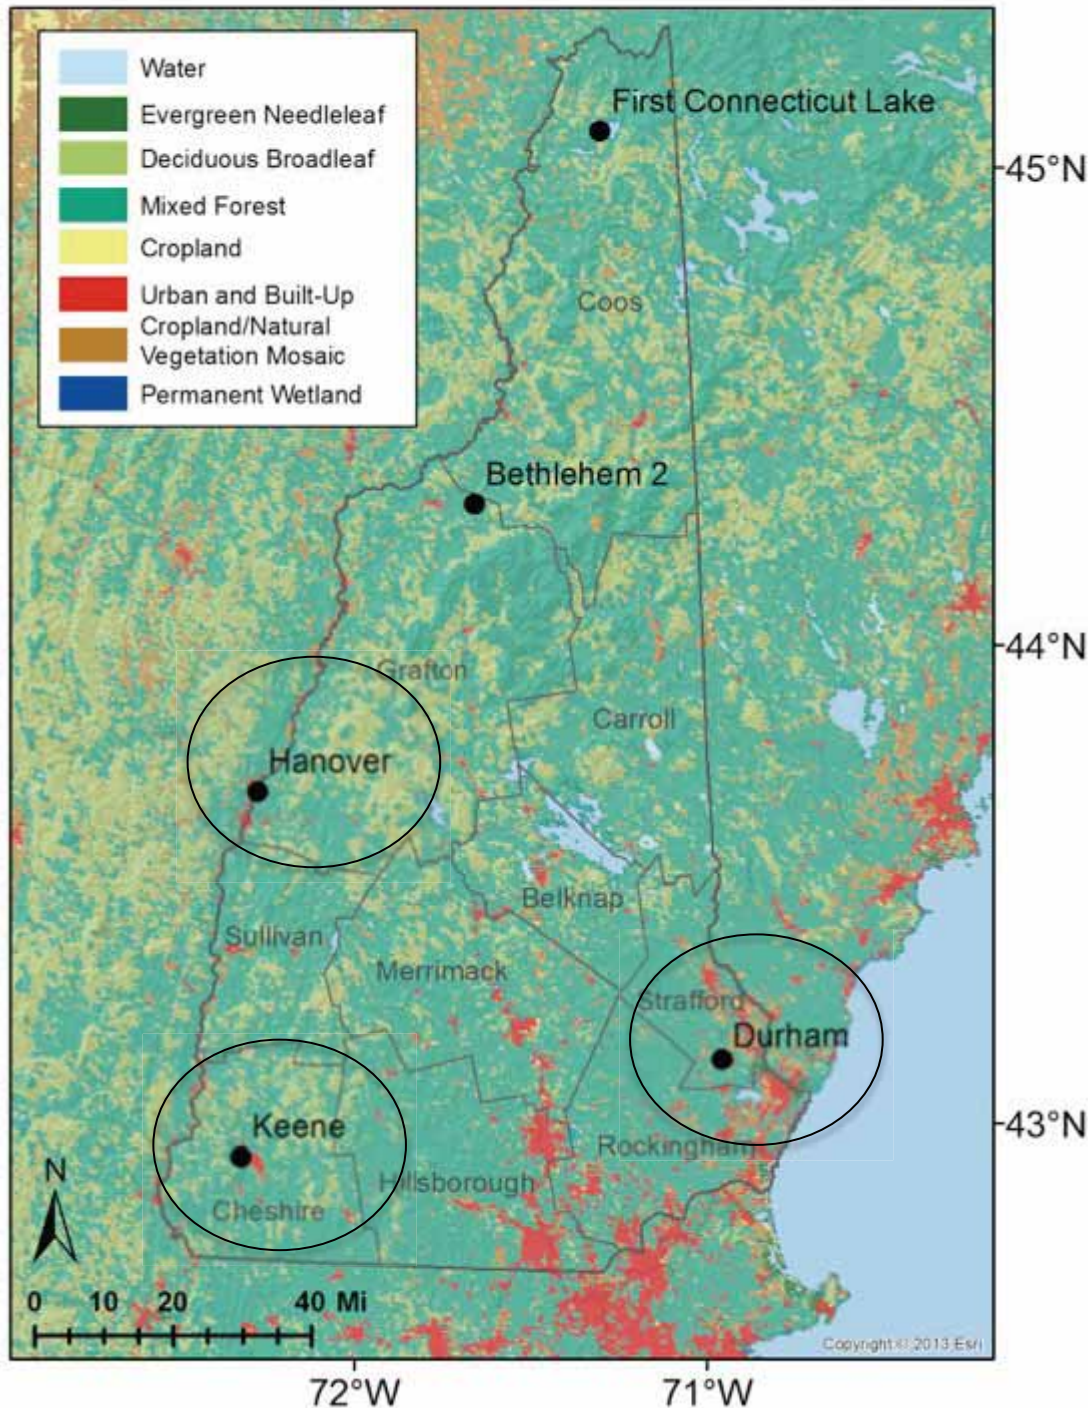 Water
Evergreen Needleleaf
Deciduous Broadleaf
Mixed Forest
Cropland
Urban and Built-Up
Cropland/Natural
Vegetation Mosaic
Permanent Wetland
First Connecticut Lake
45°N
Coos
Bethlehem 2
44°N
Grafton
Carroll
Hanover
Belknap
Sullivan
Merrimack
Strafford
Durham
Keene
43°N
Rockingham
N
Hillsborough
Cheshire
0 10 20 40 Mi
Copyright © 2013 Esri
72°W 71°W